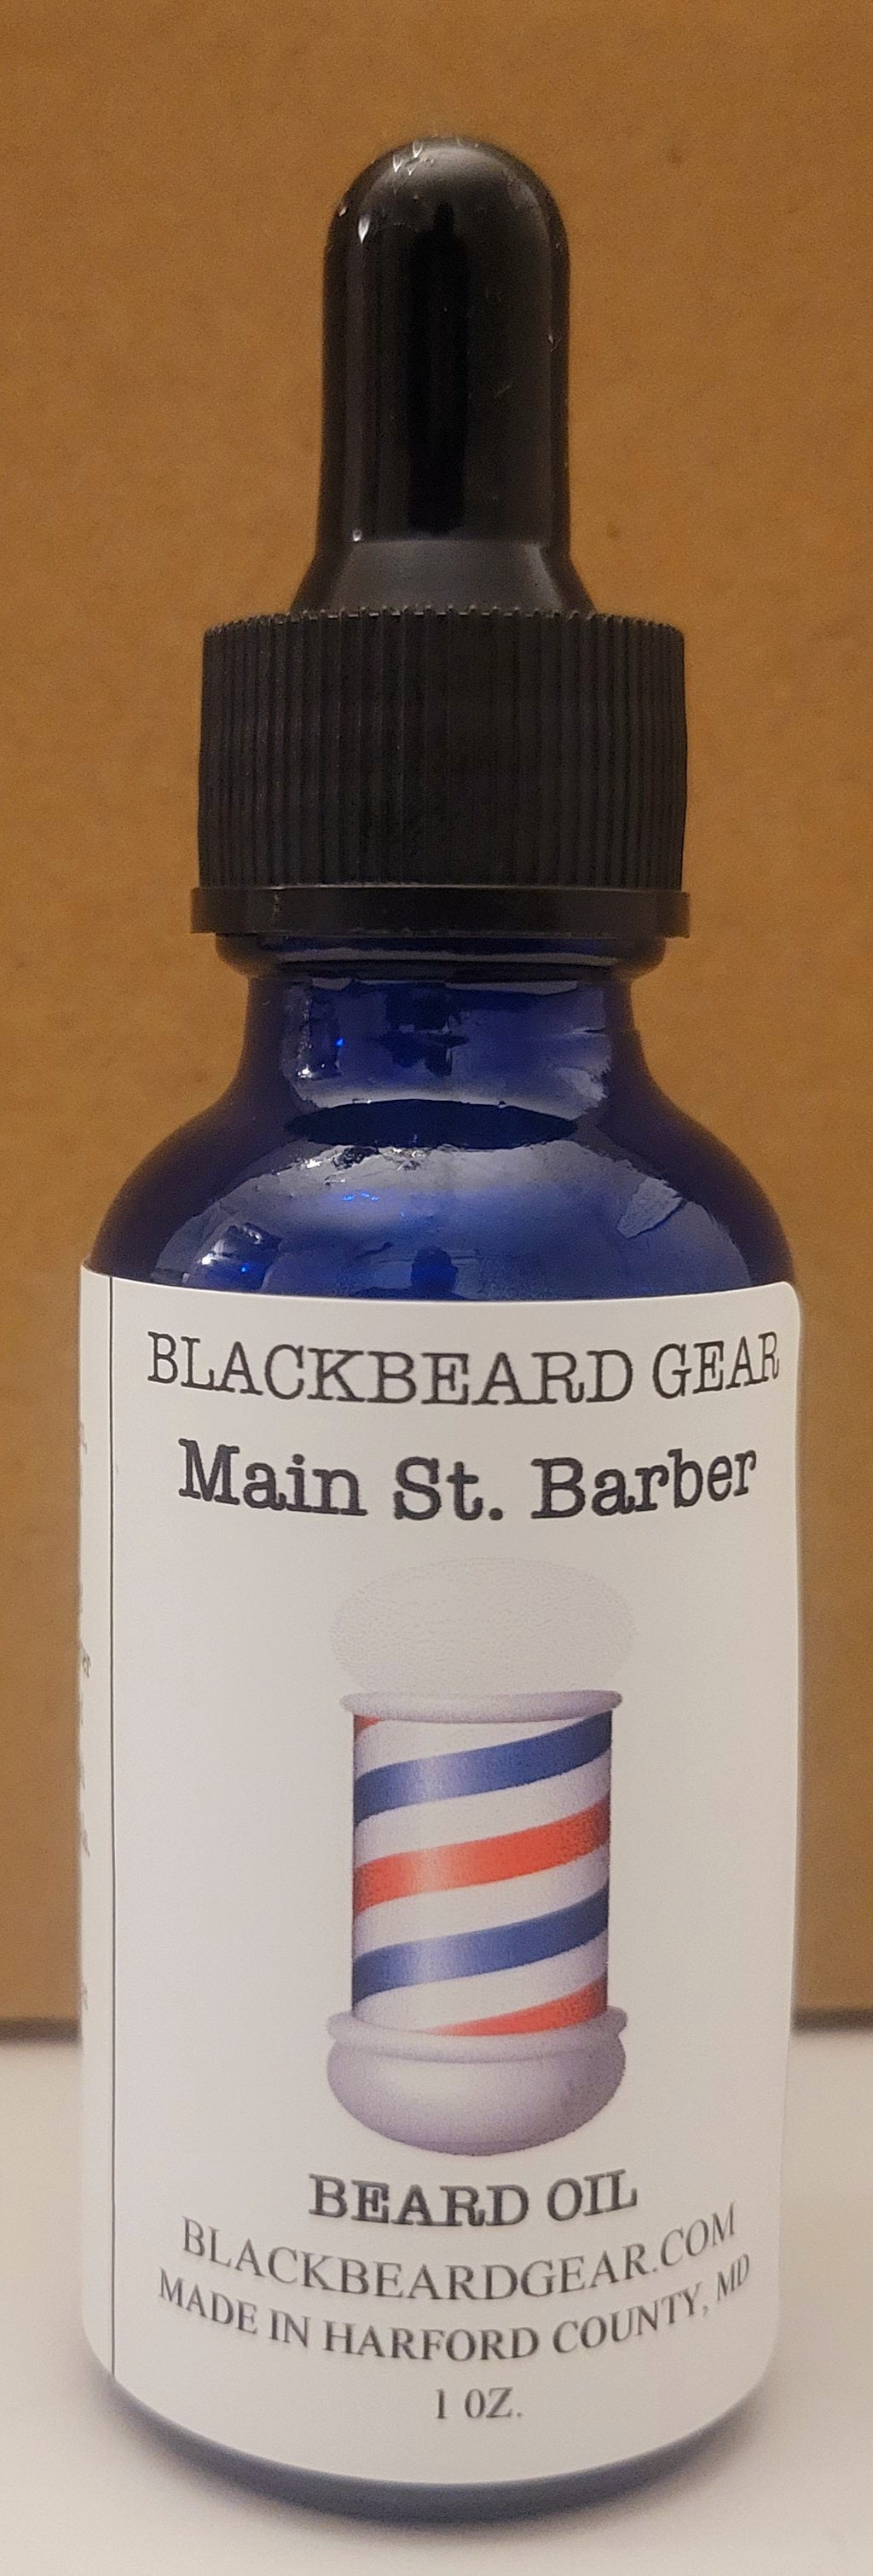 BLACKBEARD GEAR
Main St. Barber
BEARD OIL
BLACKBEARDGEAR.COM
MADE IN HARFORD COUNTY, MD
1 OZ.